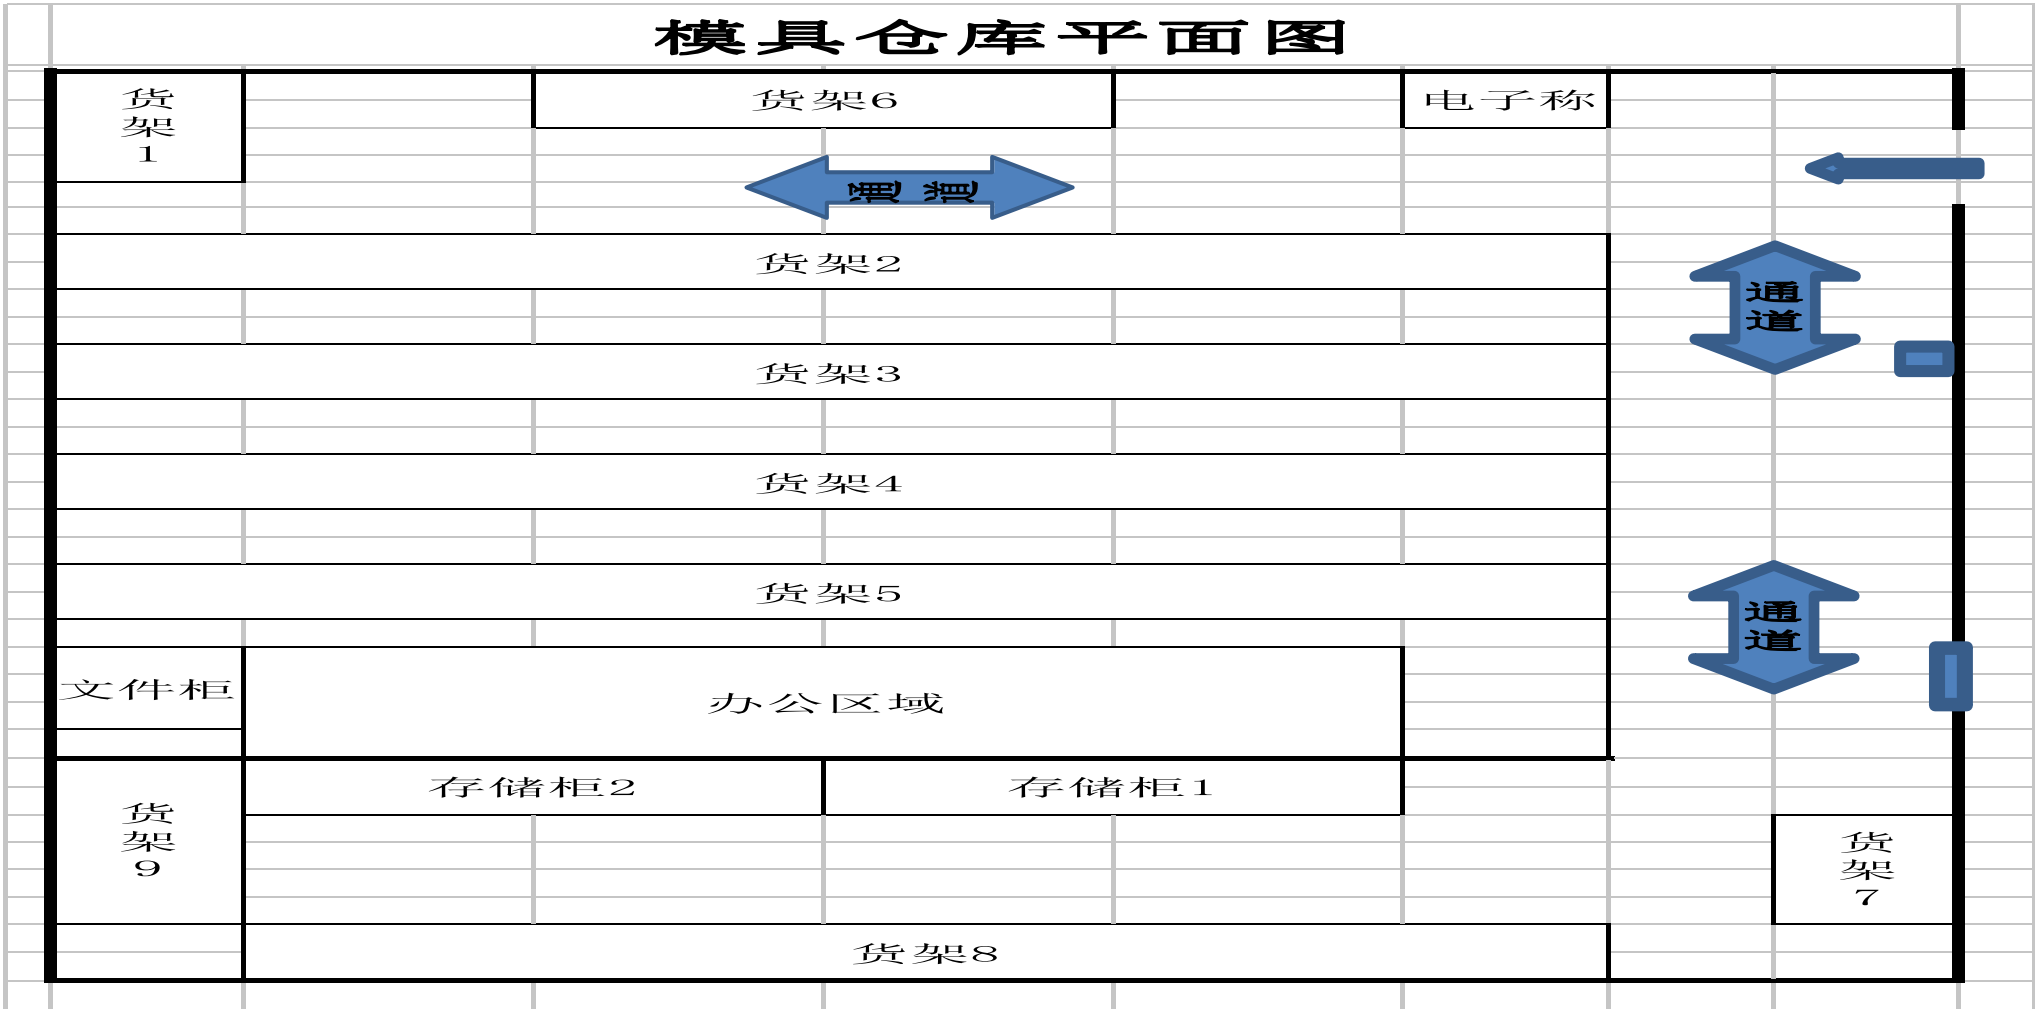 模具仓库平面图
货
架
1
货架6
电子称
通道
货架2
通
道
货架3
货架4
货架5
通
道
文件柜
办公区域
存储柜2
存储柜1
货
架
9
货
架
7
货架8